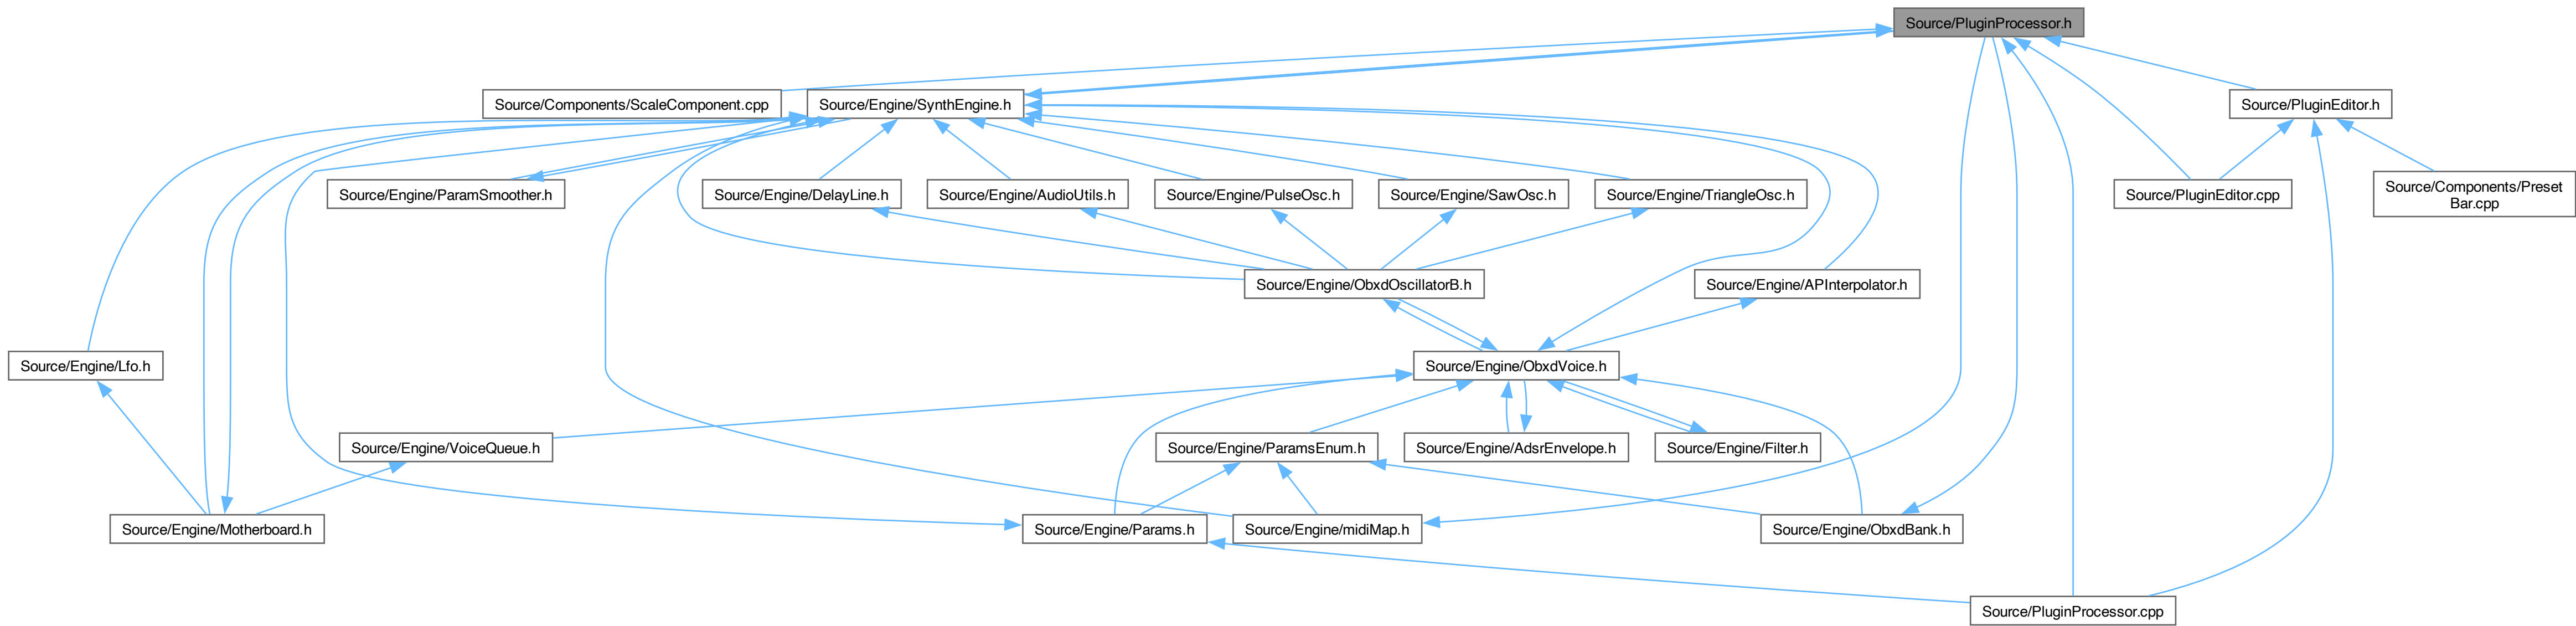 Source/PluginProcessor.h
Source/Components/ScaleComponent.cpp
Source/Engine/SynthEngine.h
Source/PluginEditor.h
Source/Engine/ParamSmoother.h
Source/Engine/DelayLine.h
Source/Engine/AudioUtils.h
Source/Engine/PulseOsc.h
Source/Engine/SawOsc.h
Source/Engine/TriangleOsc.h
Source/PluginEditor.cpp
Source/Components/Preset
Bar.cpp
Source/Engine/ObxdOscillatorB.h
Source/Engine/APInterpolator.h
Source/Engine/Lfo.h
Source/Engine/ObxdVoice.h
Source/Engine/VoiceQueue.h
Source/Engine/ParamsEnum.h
Source/Engine/AdsrEnvelope.h
Source/Engine/Filter.h
Source/Engine/Motherboard.h
Source/Engine/Params.h
Source/Engine/midiMap.h
Source/Engine/ObxdBank.h
Source/PluginProcessor.cpp